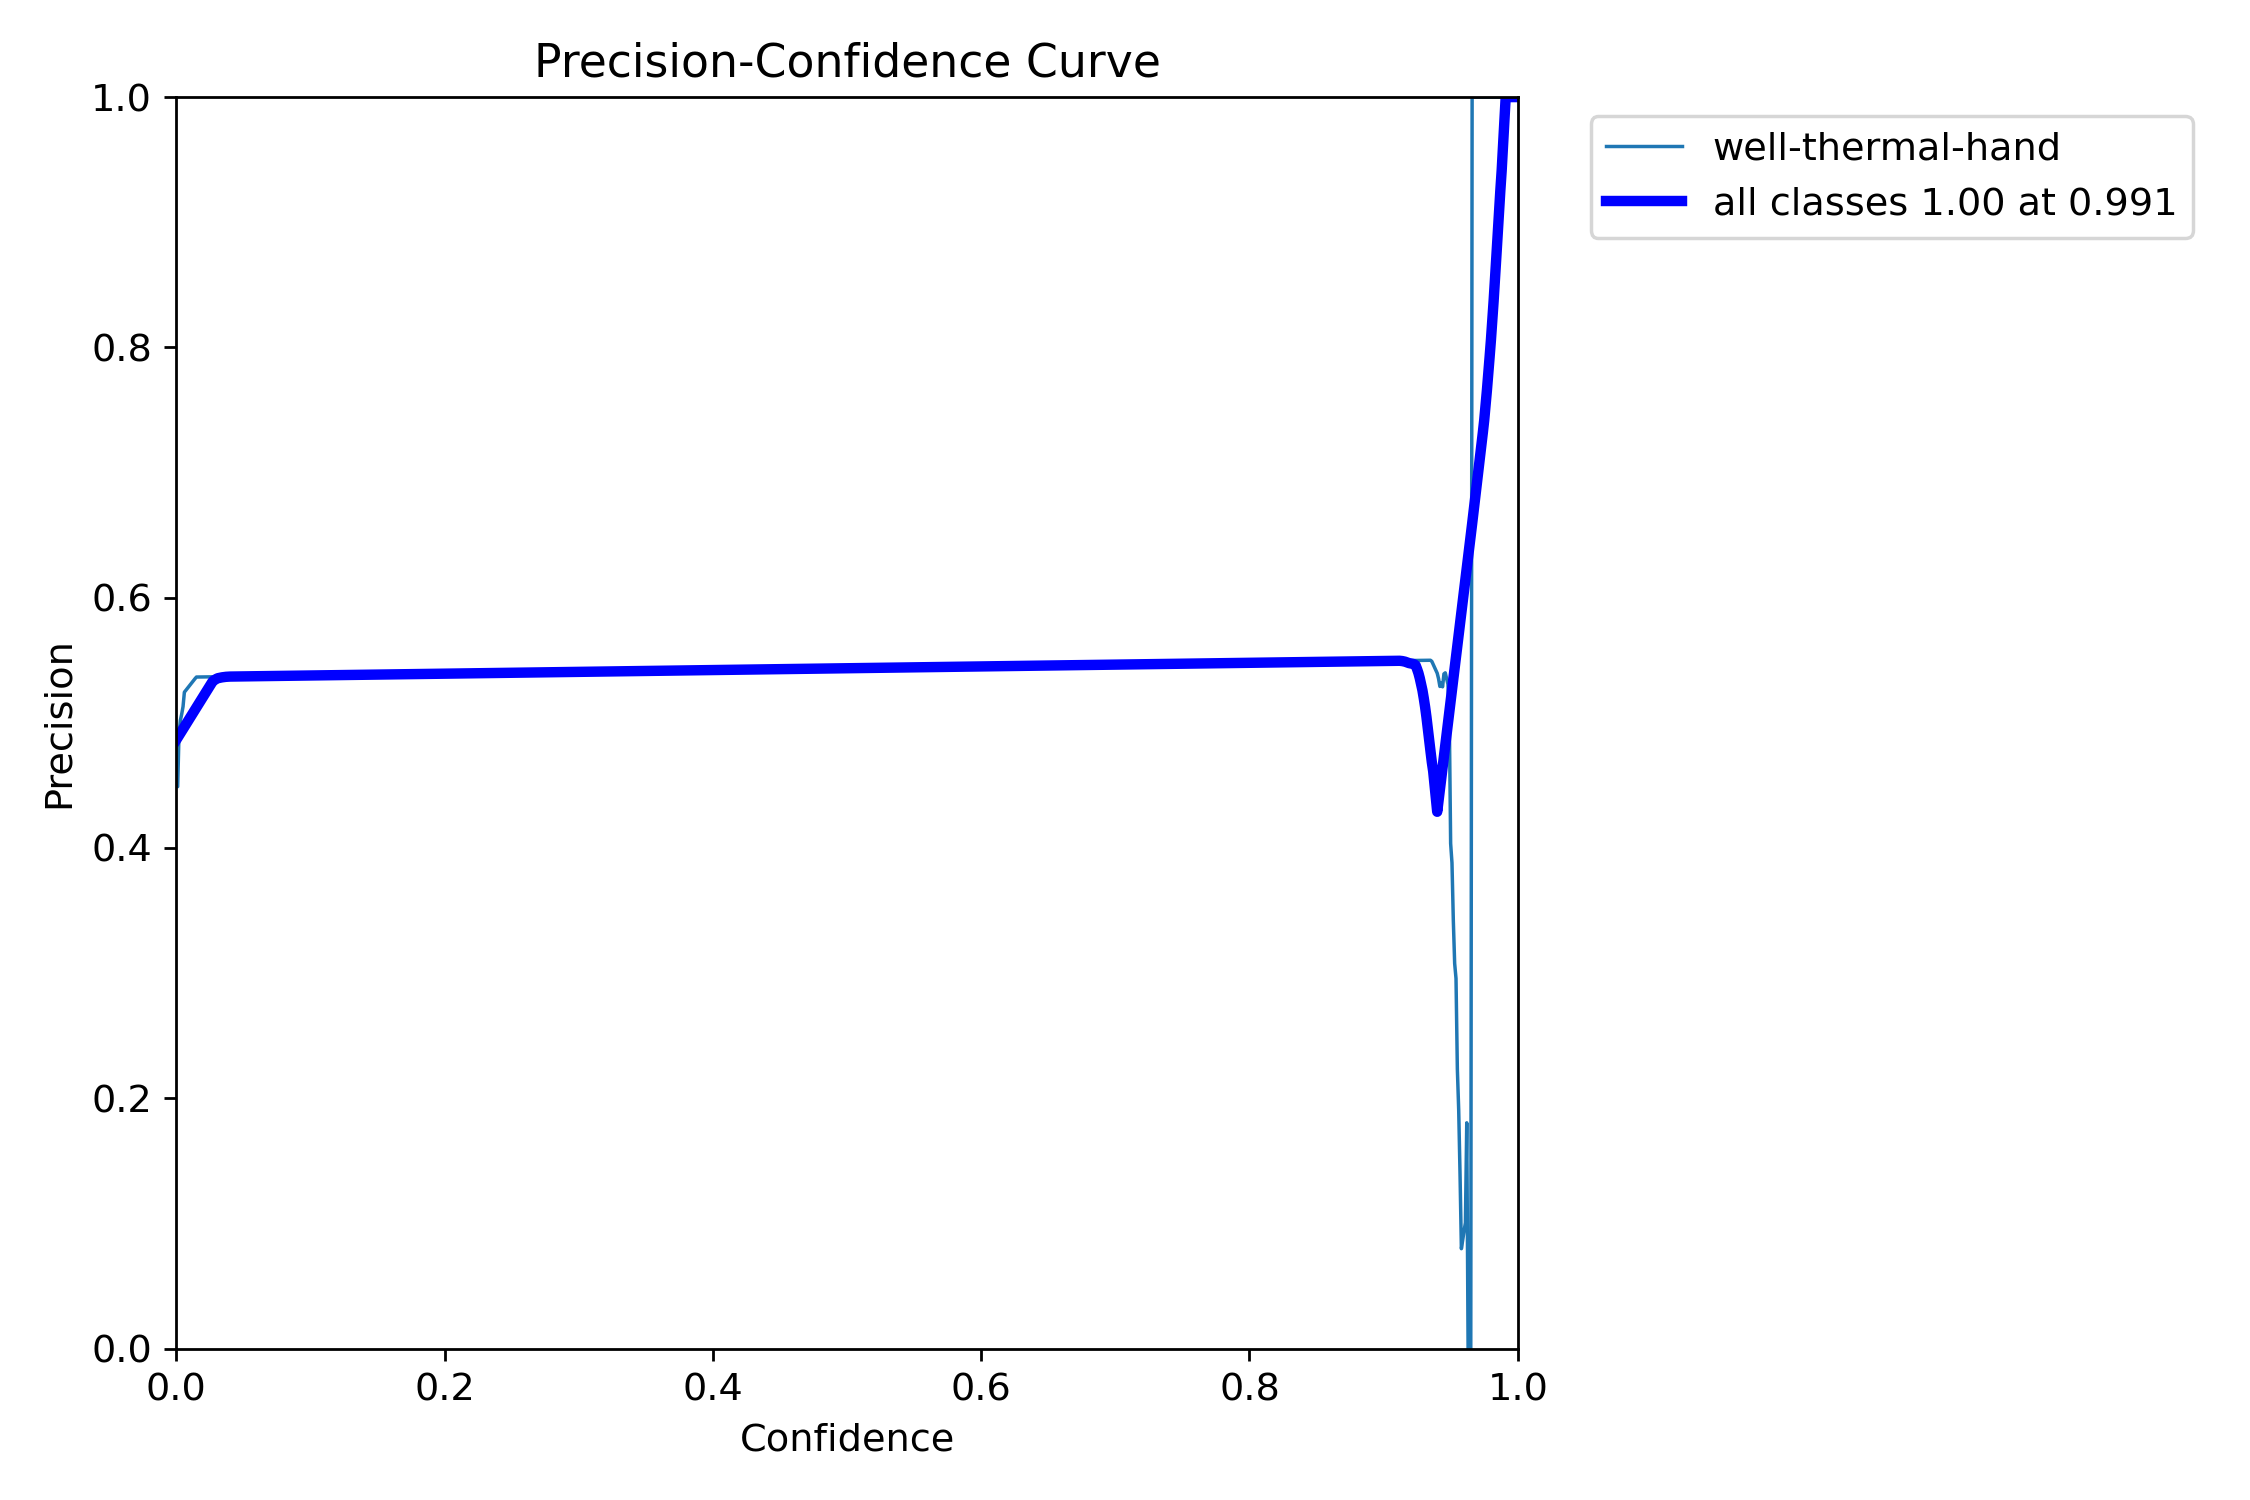 Precision-Confidence Curve
1.0
0.8
0.6
0.4
0.2
0.0
Precision
0.0 0.2 0.4 0.6 0.8 1.0
Confidence
well-thermal-hand
all classes 1.00 at 0.991